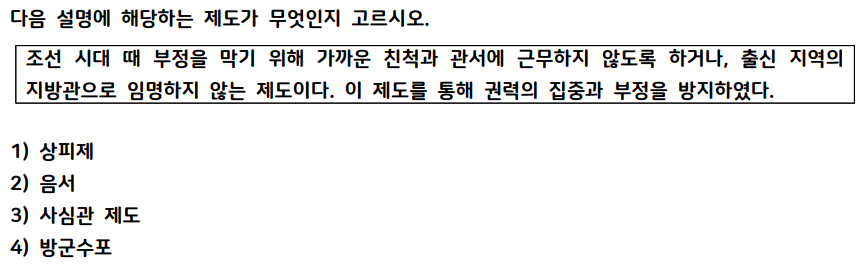 다음 설명에 해당하는 제도가 무엇인지 고르시오.
조선 시대 때 부정을 막기 위해 가까운 친척과 관서에 근무하지 않도록 하거나, 출신 지역의
지방관으로 임명하지 않는 제도이다. 이 제도를 통해 권력의 집중과 부정을 방지하였다.
1) 상피제
2) 음서
3) 사심관 제도
4) 방군수포